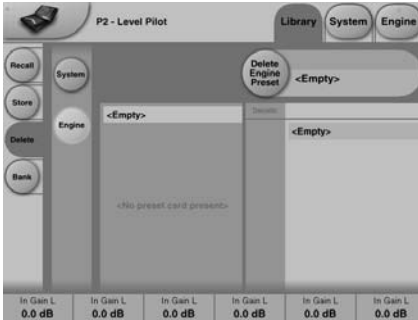 P2 - Level Pilot
Library
System
Engine
Recall
Store
Delete
Bank
System
Engine
Delete
Engine
Preset
<Empty>
<Empty>
<No preset card present>
Decade
<Empty>
In Gain L
0.0 dB
In Gain L
0.0 dB
In Gain L
0.0 dB
In Gain L
0.0 dB
In Gain L
0.0 dB
In Gain L
0.0 dB